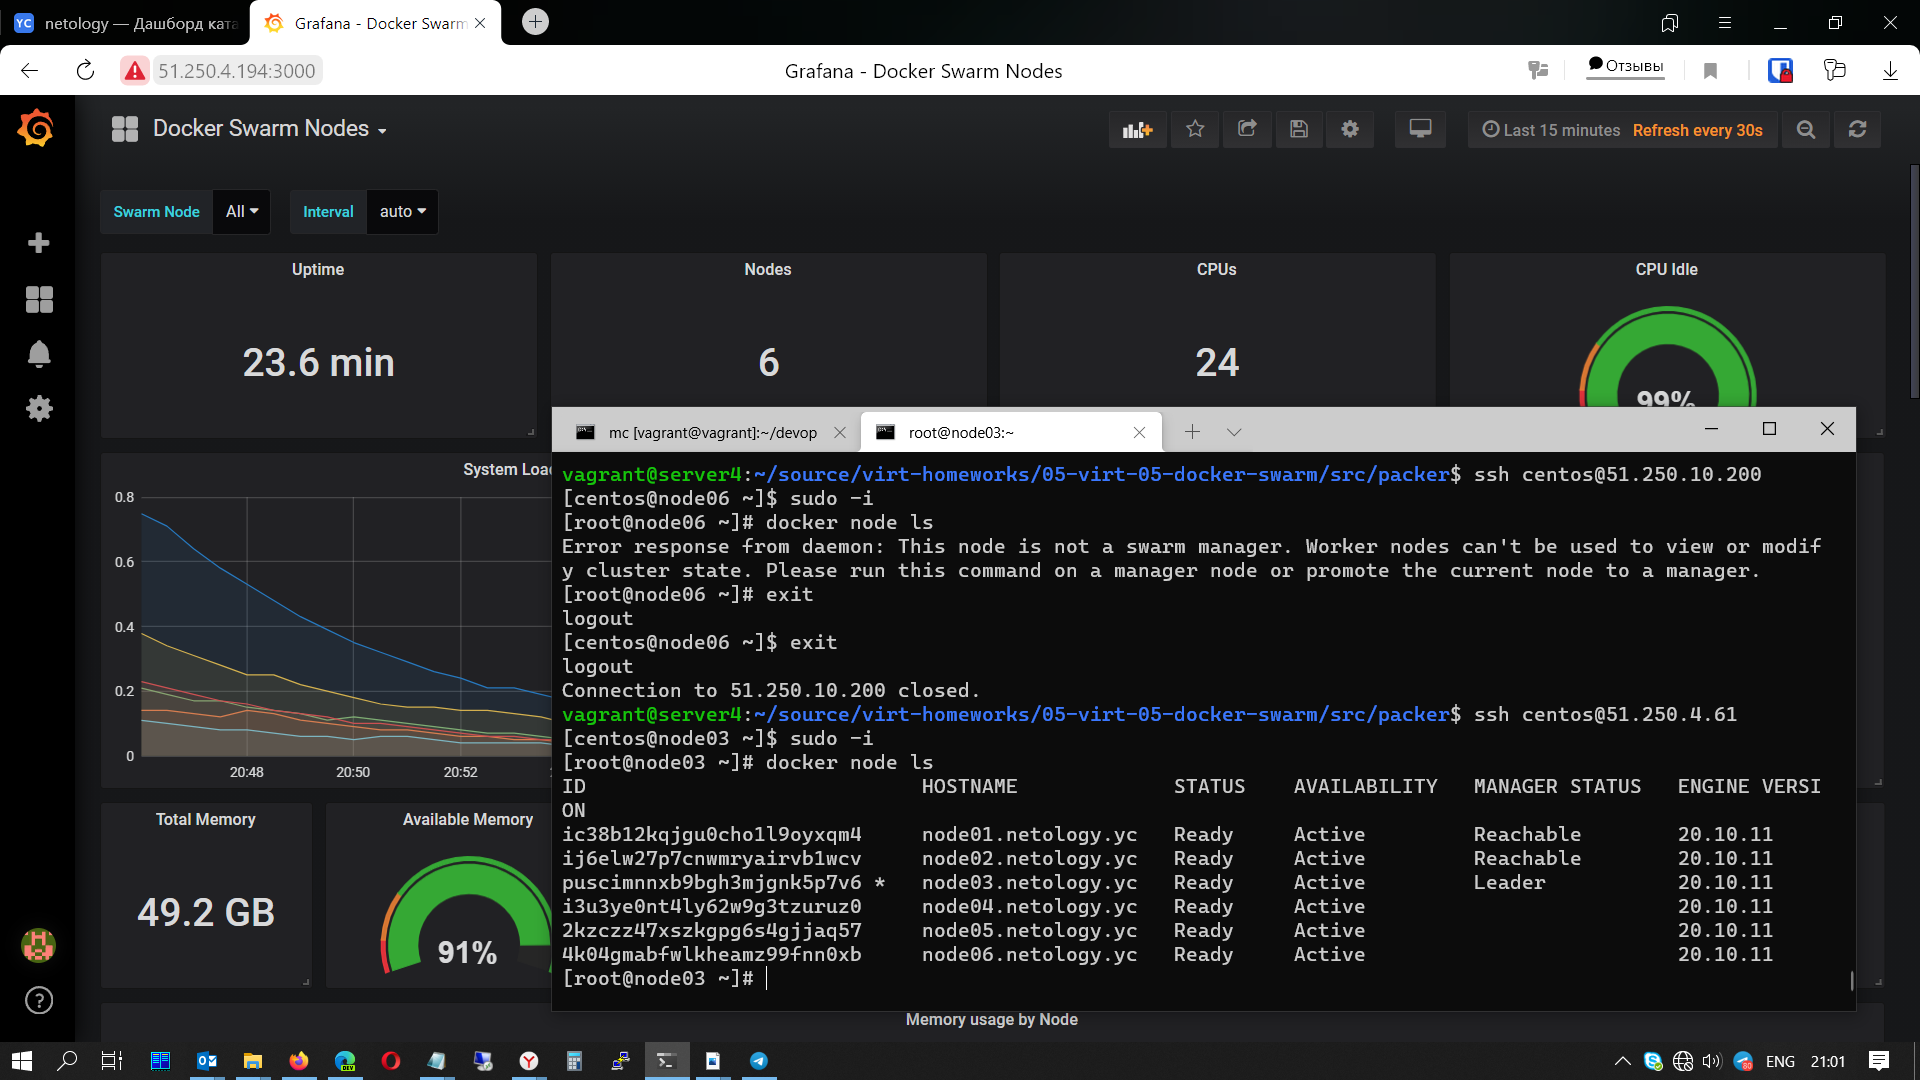 YC netology — Дашборд ката
Grafana - Docker Swarm
51.250.4.194:3000
Grafana - Docker Swarm Nodes
Отзывы
Docker Swarm Nodes
Last 15 minutes Refresh every 30s
Swarm Node All Interval auto
Uptime
Nodes
CPUs
CPU Idle
23.6 min
6
24
99%
mc [vagrant@vagrant]:~/devop
root@node03:~
System Load
0.8
0.6
0.4
0.2
0
20:48
20:50
20:52
Total Memory
Available Memory
49.2 GB
91%
vagrant@server4:~/source/virt-homeworks/05-virt-05-docker-swarm/src/packer$ ssh centos@51.250.10.200
[centos@node06 ~]$ sudo -i
[root@node06 ~]# docker node ls
Error response from daemon: This node is not a swarm manager. Worker nodes can't be used to view or modif
y cluster state. Please run this command on a manager node or promote the current node to a manager.
[root@node06 ~]# exit
logout
[centos@node06 ~]$ exit
logout
Connection to 51.250.10.200 closed.
vagrant@server4:~/source/virt-homeworks/05-virt-05-docker-swarm/src/packer$ ssh centos@51.250.4.61
[centos@node03 ~]$ sudo -i
[root@node03 ~]# docker node ls
ID HOSTNAME STATUS AVAILABILITY MANAGER STATUS ENGINE VERSI
ON
ic38b12kqjgu0cho1l9oyxqm4 node01.netology.yc Ready Active Reachable 20.10.11
ij6elw27p7cnwmryairvb1wcv node02.netology.yc Ready Active Reachable 20.10.11
puscimnnxb9bgh3mjgnk5p7v6 * node03.netology.yc Ready Active Leader 20.10.11
i3u3ye0nt4ly62w9g3tzuruz0 node04.netology.yc Ready Active 20.10.11
2kzczz47xszkgpg6s4gjjaq57 node05.netology.yc Ready Active 20.10.11
4k04gmabfwlkheamz99fnn0xb node06.netology.yc Ready Active 20.10.11
[root@node03 ~]#
Memory usage by Node
ENG 21:01